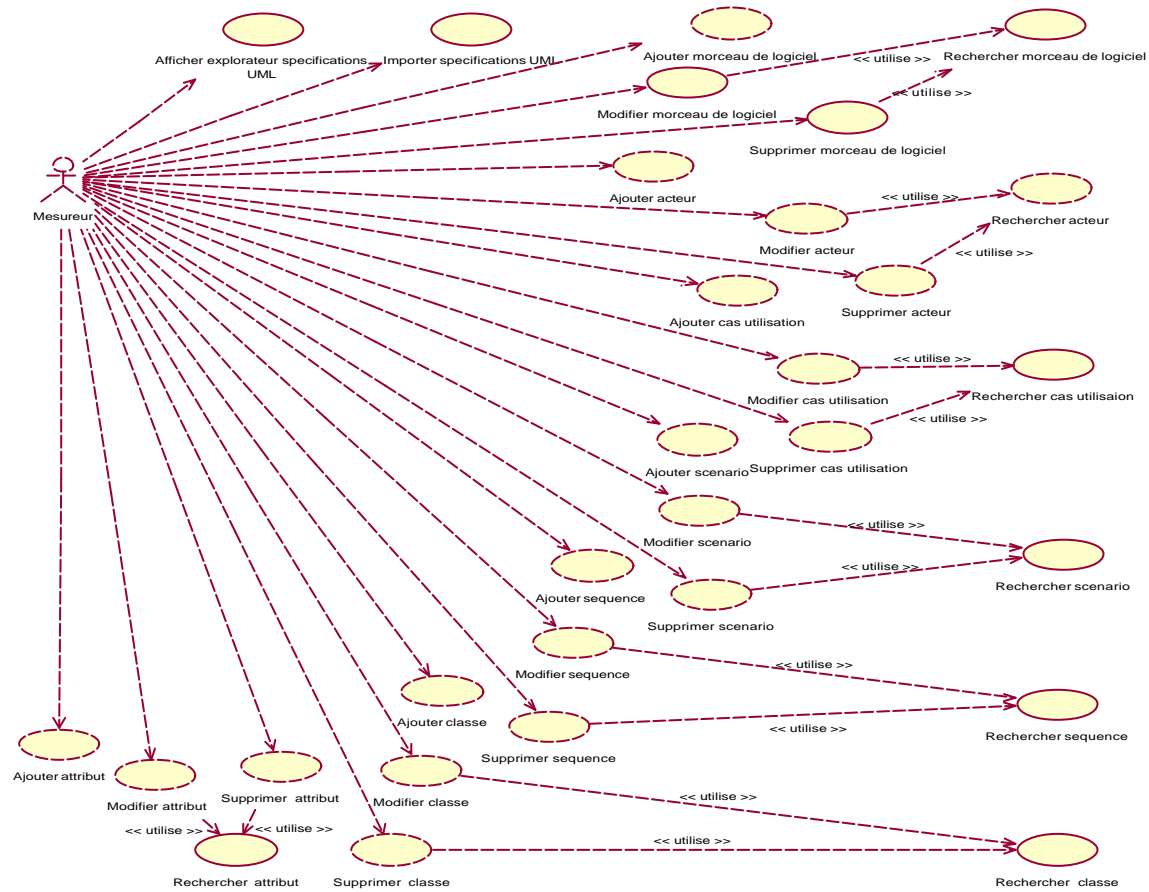 Afficher explorateur specifications
UML
Importer specifications UML
Ajouter morceau de logiciel
<< utilise >>
Rechercher morceau de logiciel
<< utilise >>
Modifier morceau de logiciel
Supprimer morceau de logiciel
Mesureur
Ajouter acteur
<< utilise >>
Rechercher acteur
Modifier acteur
<< utilise >>
Supprimer acteur
Ajouter cas utilisation
<< utilise >>
Modifier cas utilisation
Rechercher cas utilisaion
<< utilise >>
Ajouter scenario
Supprimer cas utilisation
<< utilise >>
Modifier scenario
<< utilise >>
Rechercher scenario
Ajouter sequence
Supprimer scenario
<< utilise >>
Modifier sequence
Ajouter classe
<< utilise >>
Rechercher sequence
Supprimer sequence
Ajouter attribut
Modifier attribut
Supprimer attribut
Modifier classe
<< utilise >>
<< utilise >>
<< utilise >>
<< utilise >>
Rechercher attribut
Supprimer classe
Rechercher classe